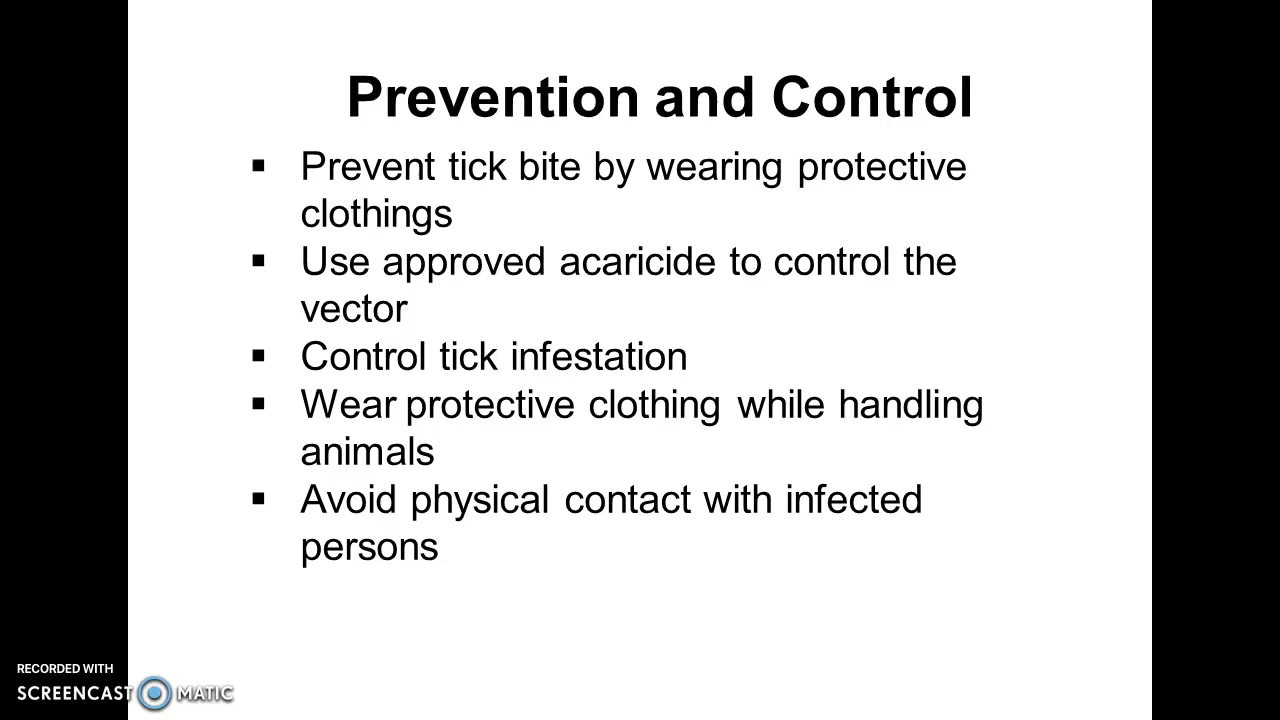 Prevention and Control
▪ Prevent tick bite by wearing protective
clothings
▪ Use approved acaricide to control the
vector
▪ Control tick infestation
▪ Wear protective clothing while handling
animals
▪ Avoid physical contact with infected
persons
RECORDED WITH
SCREENCAST MATIC